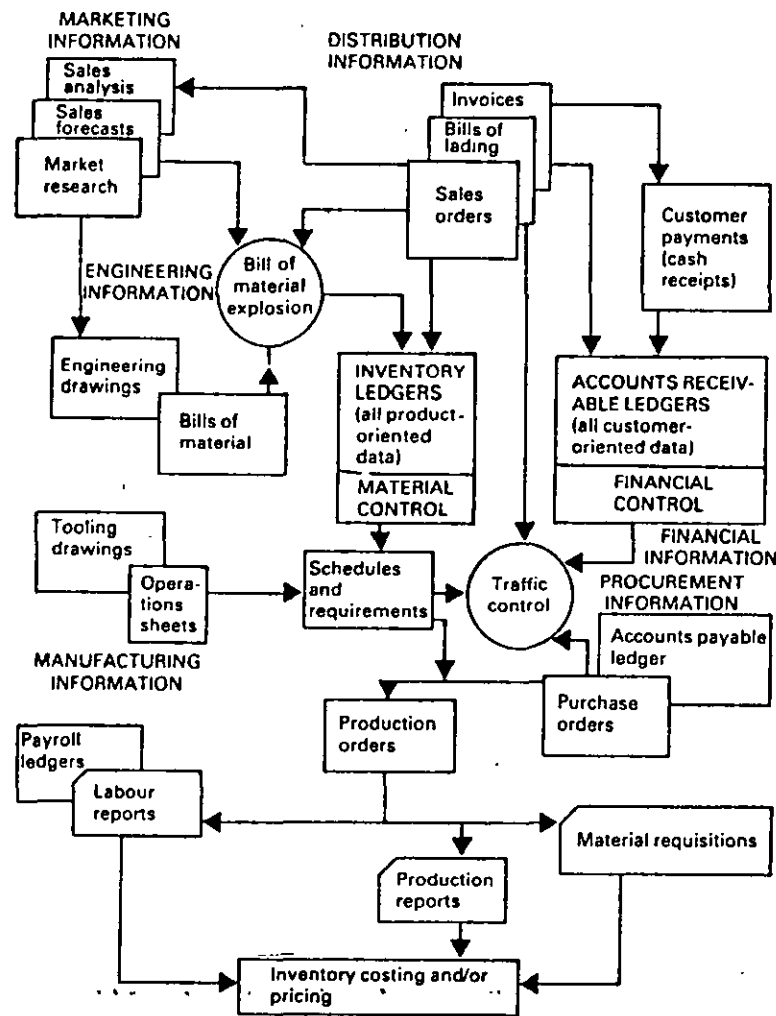 MARKETING
INFORMATION
DISTRIBUTION
INFORMATION
Sales
analysis
Sales
forecasts
Market
research
Invoices
Bills of
lading
Sales
orders
Customer
payments
(cash
receipts)
ENGINEERING
INFORMATION
Bill of
material
explosion
Engineering
drawings
Bills of
material
INVENTORY
LEDGERS
(all product-
oriented
data)
MATERIAL
CONTROL
ACCOUNTS RECEIV-
ABLE LEDGERS
(all customer-
oriented data)
FINANCIAL
CONTROL
FINANCIAL
INFORMATION
Tooling
drawings
Opera-
tions
sheets
Schedules
and
requirements
Traffic
control
PROCUREMENT
INFORMATION
Accounts payable
ledger
MANUFACTURING
INFORMATION
Production
orders
Purchase
orders
Payroll
ledgers
Labour
reports
Material requisitions
Production
reports
Inventory costing and/or
pricing